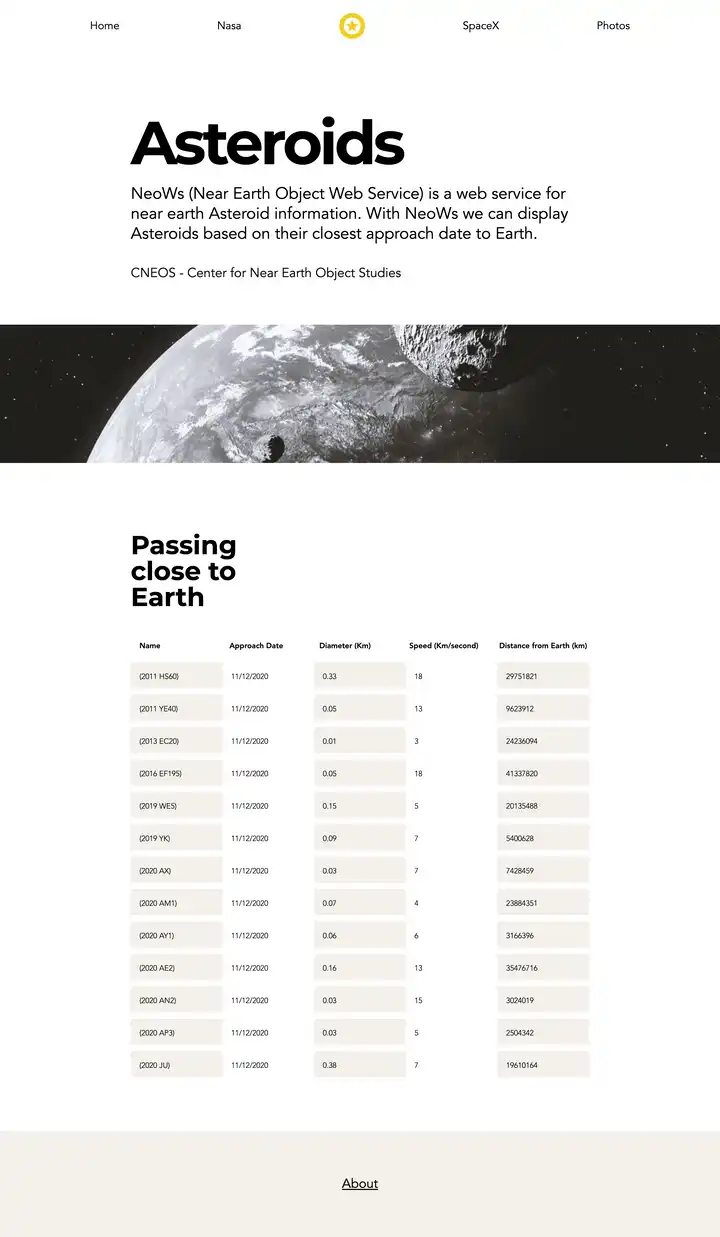 Home Nasa SpaceX Photos
Asteroids
NeoWs (Near Earth Object Web Service) is a web service for
near earth Asteroid information. With NeoWs we can display
Asteroids based on their closest approach date to Earth.
CNEOS - Center for Near Earth Object Studies
Passing
close to
Earth
Name Approach Date Diameter (Km) Speed (Km/second) Distance from Earth (km)
(2011 HS60) 11/12/2020 0.33 18 29751821
(2011 YE40) 11/12/2020 0.05 13 9623912
(2013 EC20) 11/12/2020 0.01 3 24236094
(2016 EF195) 11/12/2020 0.05 18 41337820
(2019 WE5) 11/12/2020 0.15 5 20135488
(2019 YK) 11/12/2020 0.09 7 5400628
(2020 AX) 11/12/2020 0.03 7 7428459
(2020 AM1) 11/12/2020 0.07 4 23884351
(2020 AY1) 11/12/2020 0.06 6 3166396
(2020 AE2) 11/12/2020 0.16 13 35476716
(2020 AN2) 11/12/2020 0.03 15 3024019
(2020 AP3) 11/12/2020 0.03 5 2504342
(2020 JU) 11/12/2020 0.38 7 19610164
About